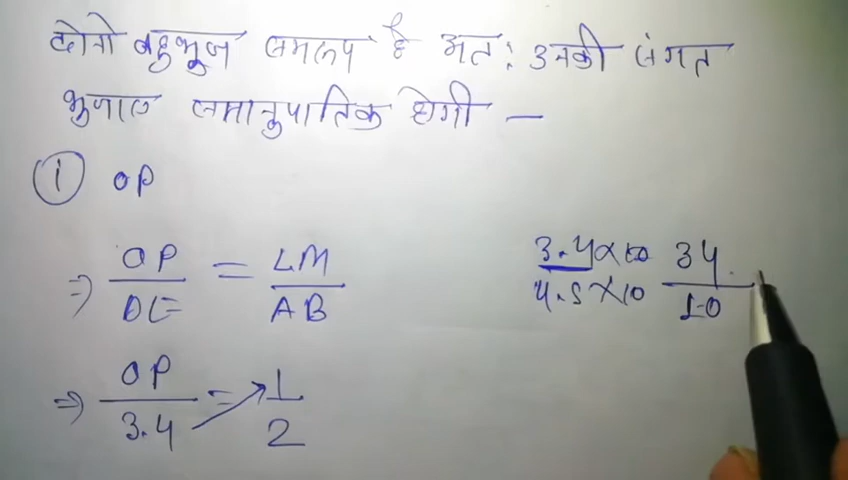 दोनो बहुभुज समरूप है अत: उनकी संगत
भुजाए समानुपातिक होगी —
① OP
⇒ OP/DE = LM/AB
⇒ OP/3.4 = 1/2
3.4×10 34
4.5×10 10